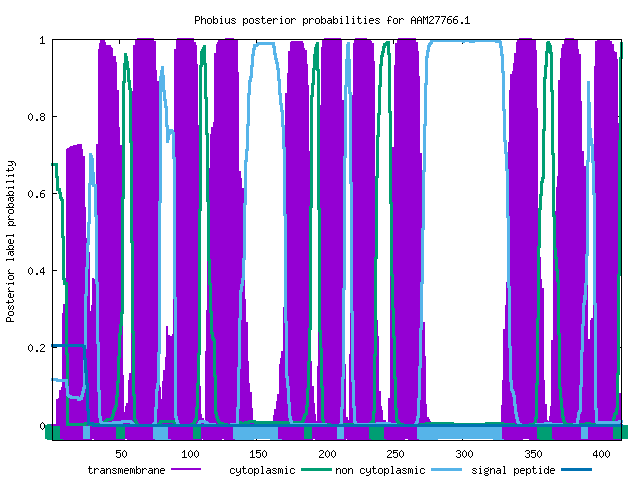 Phobius posterior probabilities for AAM27766.1
Posterior label probability
1
0.8
0.6
0.4
0.2
0
50 100 150 200 250 300 350 400
transmembrane cytoplasmic non cytoplasmic signal peptide